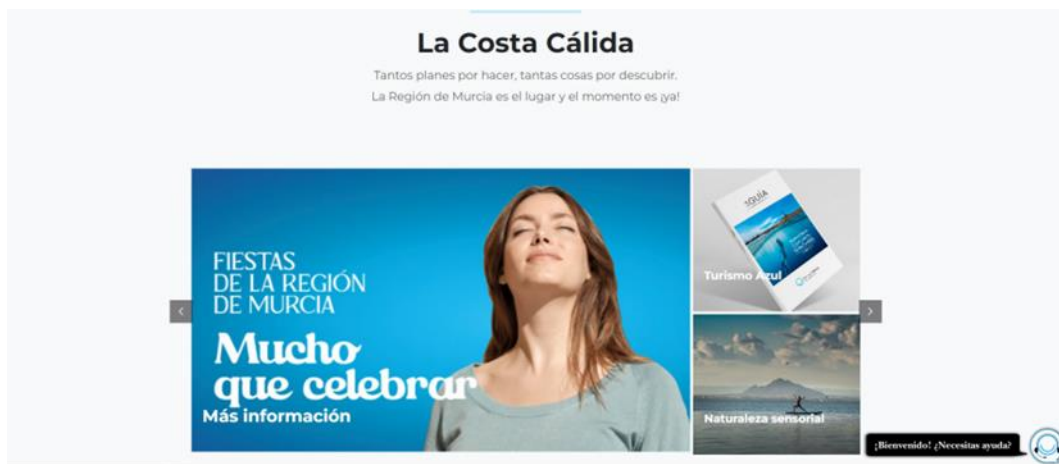 La Costa Cálida
Tantos planes por hacer, tantas cosas por descubrir.
La Región de Murcia es el lugar y el momento es ¡ya!
FIESTAS
DE LA REGIÓN
DE MURCIA
Mucho
que celebrar
Más información
GUÍA
Turismo Azul
Naturaleza sensorial
¡Bienvenido! ¿Necesitas ayuda?